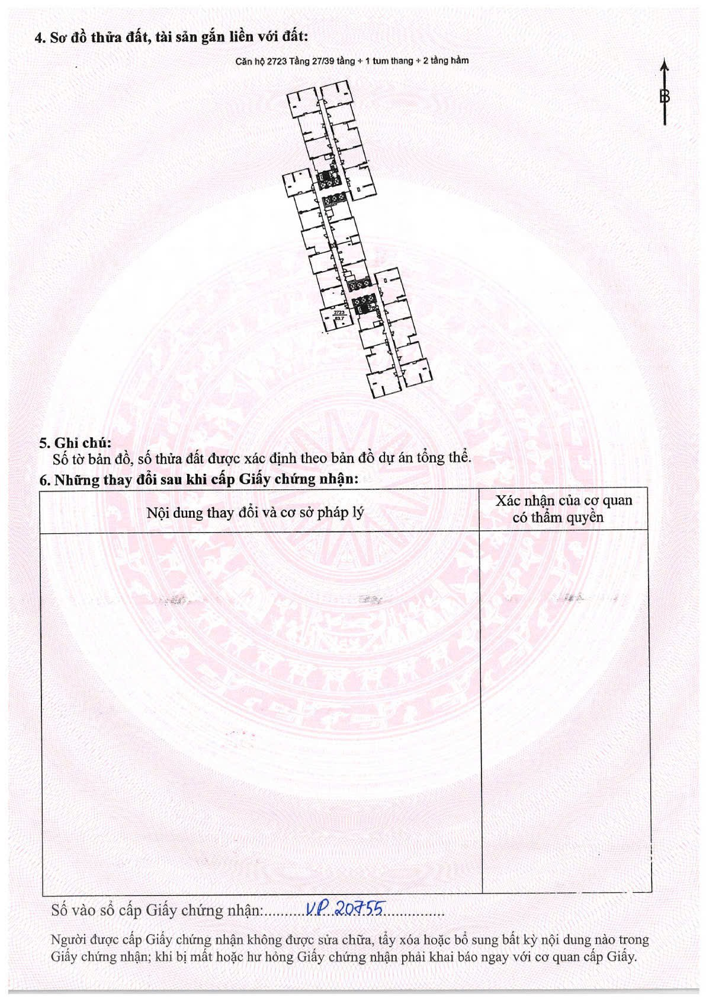 4. Sơ đồ thửa đất, tài sản gắn liền với đất:
Căn hộ 2723 Tầng 27/39 tầng + 1 tum thang + 2 tầng hầm
B
2723
53.7
5. Ghi chú:
Số tờ bản đồ, số thửa đất được xác định theo bản đồ dự án tổng thể.
6. Những thay đổi sau khi cấp Giấy chứng nhận:
Nội dung thay đổi và cơ sở pháp lý
Xác nhận của cơ quan
có thẩm quyền
Số vào sổ cấp Giấy chứng nhận:...........VP 20755................
Người được cấp Giấy chứng nhận không được sửa chữa, tẩy xóa hoặc bổ sung bất kỳ nội dung nào trong
Giấy chứng nhận; khi bị mất hoặc hư hỏng Giấy chứng nhận phải khai báo ngay với cơ quan cấp Giấy.